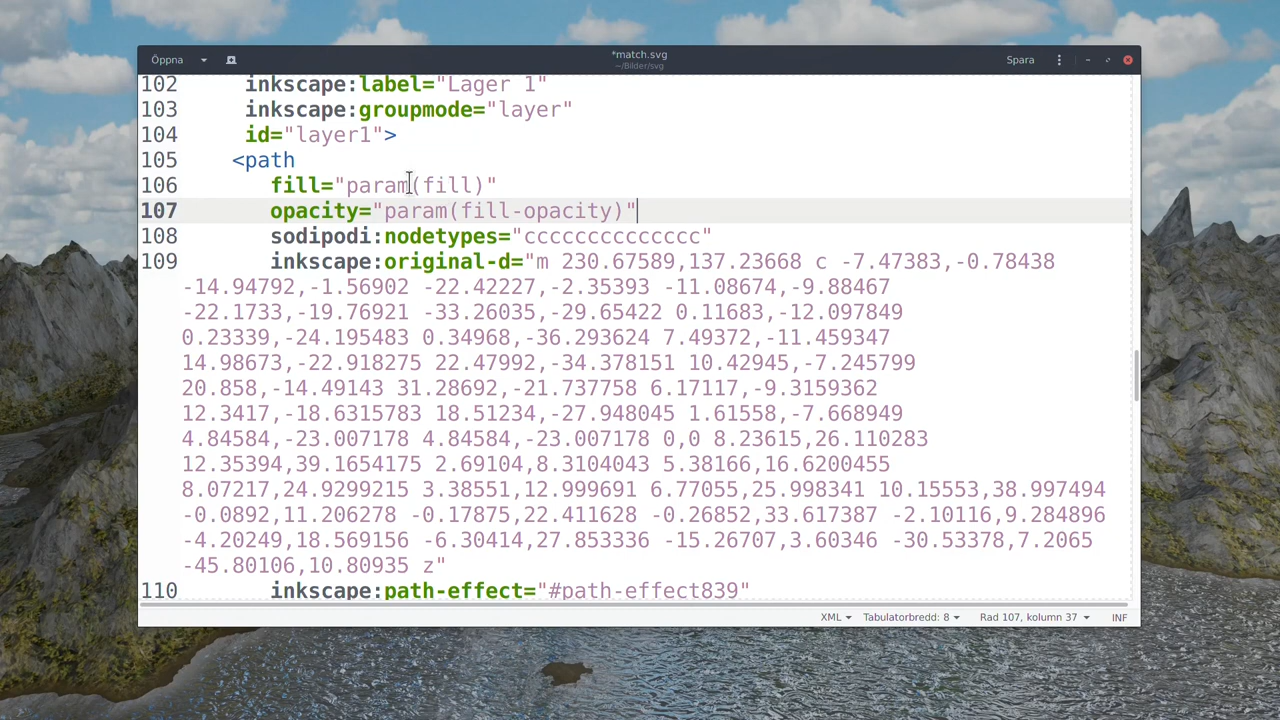 Öppna
*match.svg
~/Bilder/svg
Spara
102 inkscape:label="Lager 1"
103 inkscape:groupmode="layer"
104 id="layer1">
105 <path
106 fill="param(fill)"
107 opacity="param(fill-opacity)"
108 sodipodi:nodetypes="ccccccccccccccc"
109 inkscape:original-d="m 230.67589,137.23668 c -7.47383,-0.78438
-14.94792,-1.56902 -22.42227,-2.35393 -11.08674,-9.88467
-22.1733,-19.76921 -33.26035,-29.65422 0.11683,-12.097849
0.23339,-24.195483 0.34968,-36.293624 7.49372,-11.459347
14.98673,-22.918275 22.47992,-34.378151 10.42945,-7.245799
20.858,-14.49143 31.28692,-21.737758 6.17117,-9.3159362
12.3417,-18.6315783 18.51234,-27.948045 1.61558,-7.668949
4.84584,-23.007178 4.84584,-23.007178 0,0 8.23615,26.110283
12.35394,39.1654175 2.69104,8.3104043 5.38166,16.6200455
8.07217,24.9299215 3.38551,12.999691 6.77055,25.998341 10.15553,38.997494
-0.0892,11.206278 -0.17875,22.411628 -0.26852,33.617387 -2.10116,9.284896
-4.20249,18.569156 -6.30414,27.853336 -15.26707,3.60346 -30.53378,7.2065
-45.80106,10.80935 z"
110 inkscape:path-effect="#path-effect839"
XML Tabulatorbredd: 8 Rad 107, kolumn 37 INF